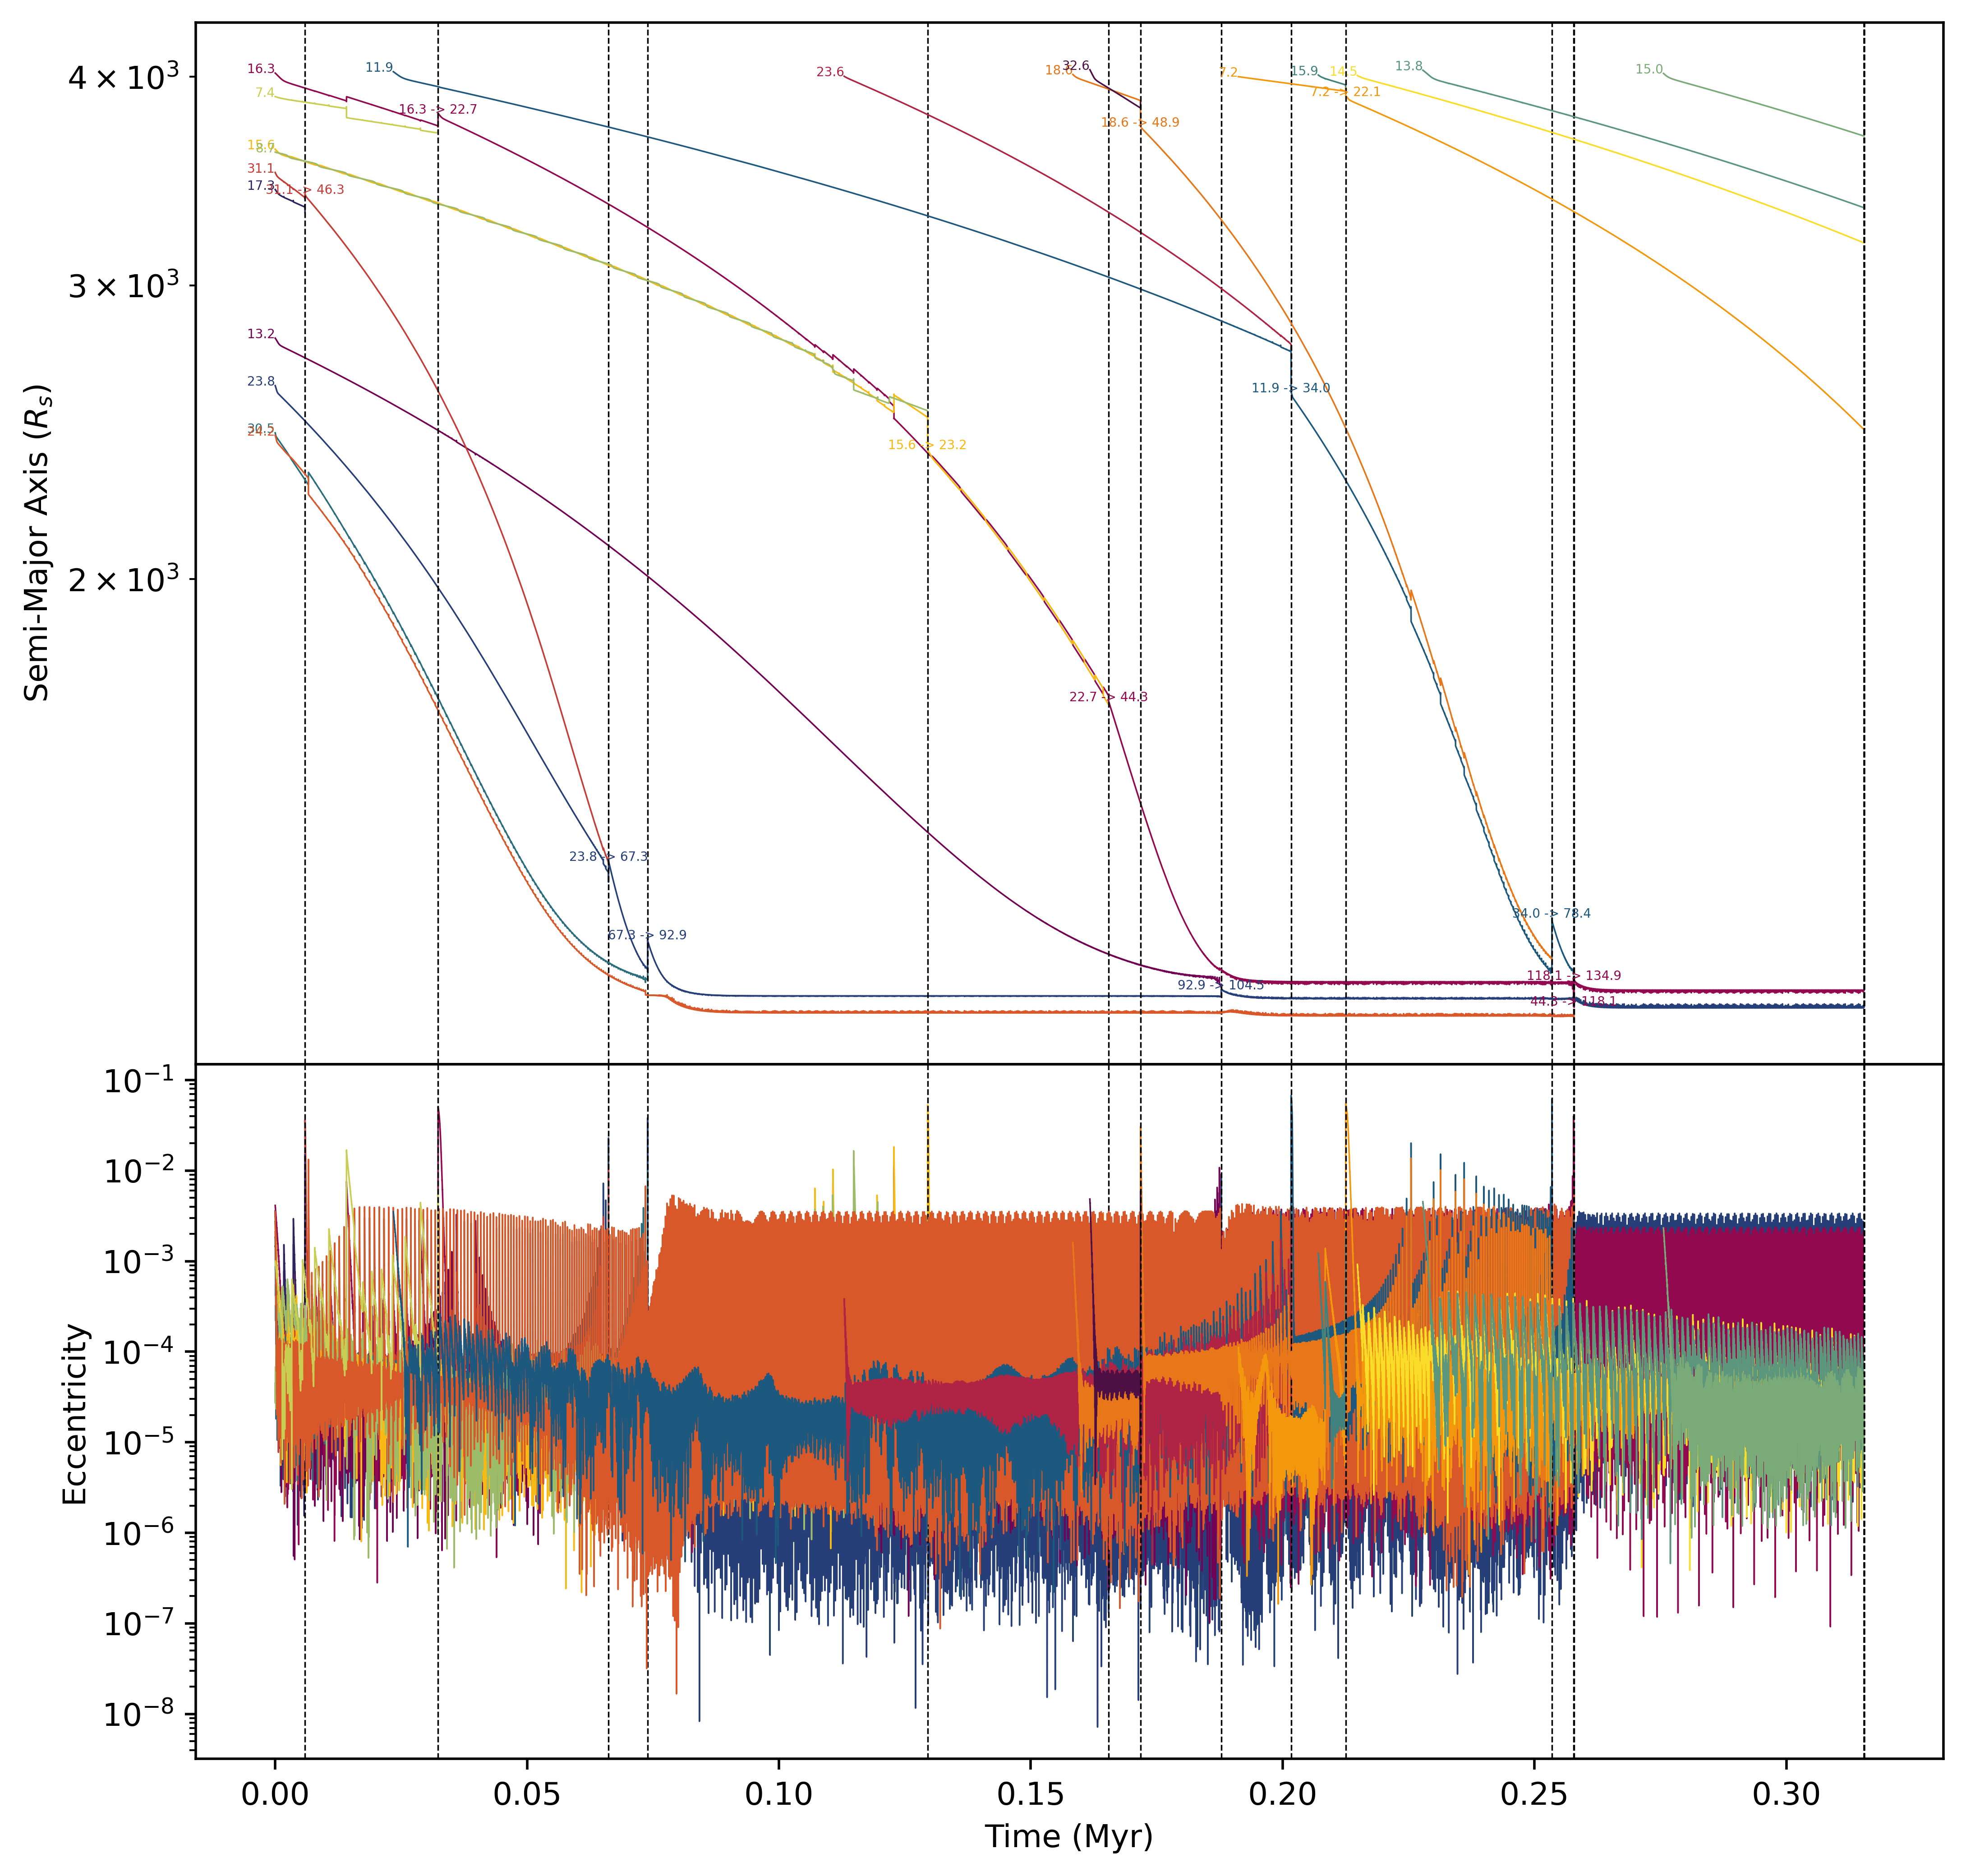 4 × 10³
3 × 10³
2 × 10³
Semi-Major Axis (Rₛ)
16.3
7.4
11.9
16.3 -> 22.7
15.6
8.7
31.1
17.3
31.1 -> 46.3
13.2
23.8
30.5
24.2
23.6
18.6
32.6
18.6 -> 48.9
7.2
15.9
14.5
7.2 -> 22.1
13.8
15.0
11.9 -> 34.0
15.6 -> 23.2
22.7 -> 44.3
23.8 -> 67.3
67.3 -> 92.9
34.0 -> 78.4
118.1 -> 134.9
92.9 -> 104.5
44.3 -> 118.1
10⁻¹
10⁻²
10⁻³
10⁻⁴
10⁻⁵
10⁻⁶
10⁻⁷
10⁻⁸
Eccentricity
0.00 0.05 0.10 0.15 0.20 0.25 0.30
Time (Myr)